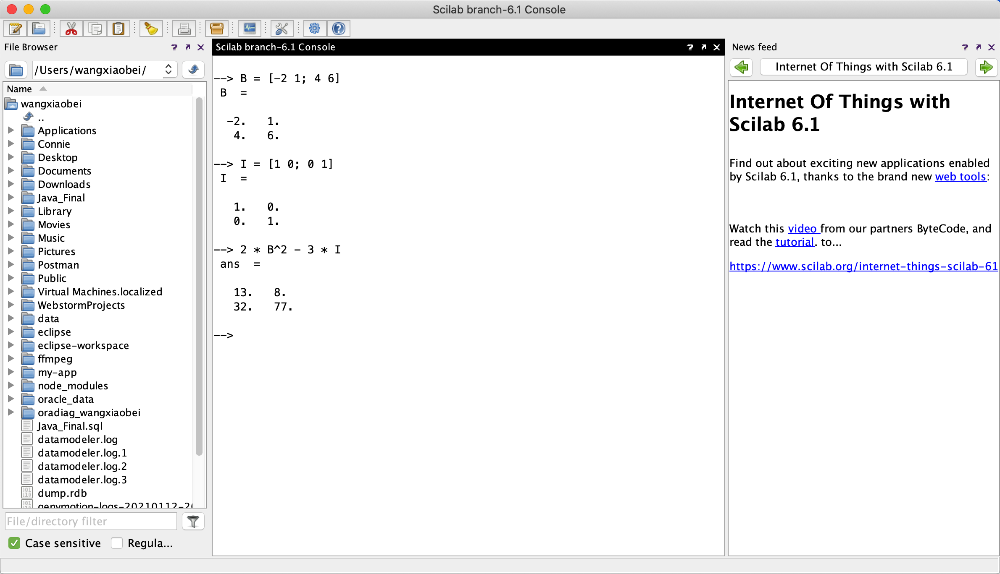 Scilab branch-6.1 Console
File Browser
/Users/wangxiaobei/
Name
wangxiaobei
..
Applications
Connie
Desktop
Documents
Downloads
Java_Final
Library
Movies
Music
Pictures
Postman
Public
Virtual Machines.localized
WebstormProjects
data
eclipse
eclipse-workspace
ffmpeg
my-app
node_modules
oracle_data
oradiag_wangxiaobei
Java_Final.sql
datamodeler.log
datamodeler.log.1
datamodeler.log.2
datamodeler.log.3
dump.rdb
genymotion-logs-20210112-20
File/directory filter
Case sensitive Regula...
Scilab branch-6.1 Console
--> B = [-2 1; 4 6]
B =
-2. 1.
4. 6.
--> I = [1 0; 0 1]
I =
1. 0.
0. 1.
--> 2 * B^2 - 3 * I
ans =
13. 8.
32. 77.
-->
News feed
Internet Of Things with Scilab 6.1
Internet Of Things with
Scilab 6.1
Find out about exciting new applications enabled
by Scilab 6.1, thanks to the brand new web tools:
Watch this video from our partners ByteCode, and
read the tutorial. to...
https://www.scilab.org/internet-things-scilab-61